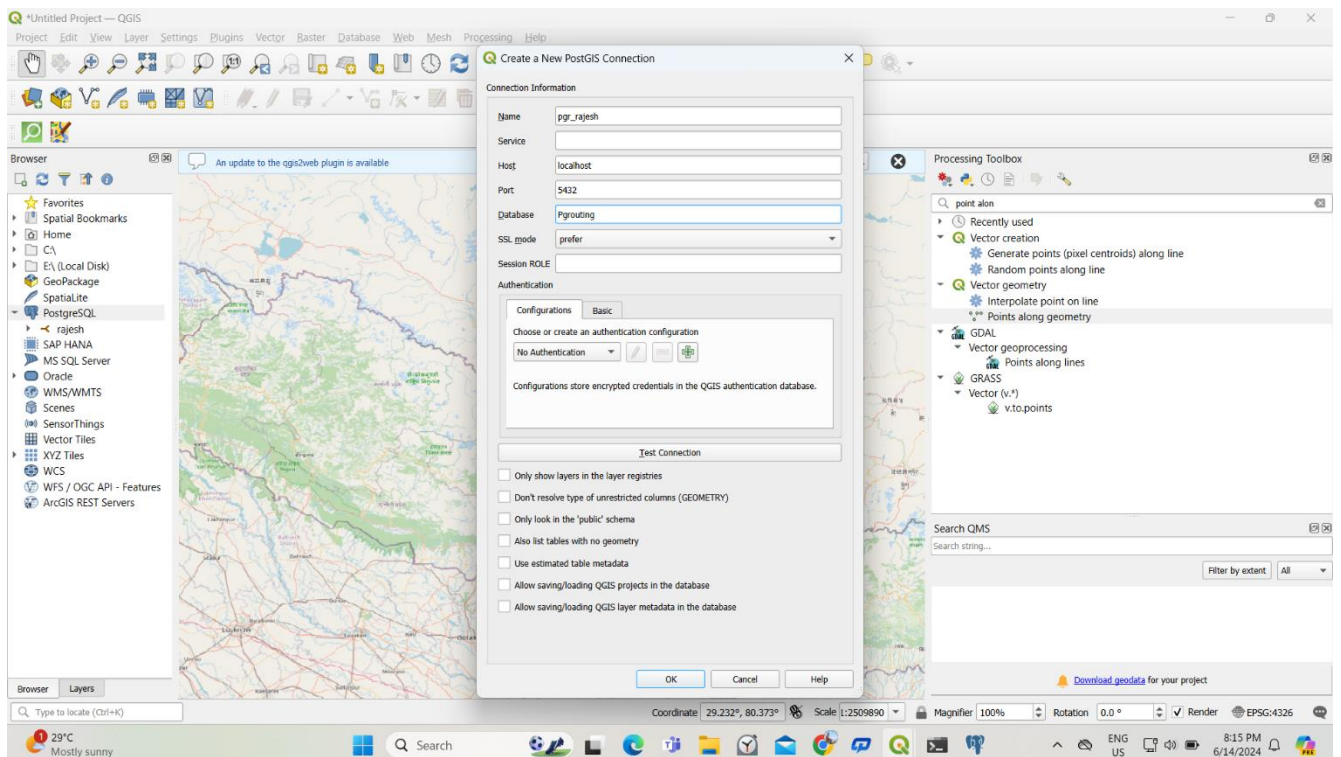 *Untitled Project — QGIS
Project Edit View Layer Settings Plugins Vector Raster Database Web Mesh Processing Help
Create a New PostGIS Connection
Connection Information
Name pgr_rajesh
Service
Host localhost
Port 5432
Database Pgrouting
SSL mode prefer
Session ROLE
Authentication
Configurations Basic
Choose or create an authentication configuration
No Authentication
Configurations store encrypted credentials in the QGIS authentication database.
Test Connection
Only show layers in the layer registries
Don't resolve type of unrestricted columns (GEOMETRY)
Only look in the 'public' schema
Also list tables with no geometry
Use estimated table metadata
Allow saving/loading QGIS projects in the database
Allow saving/loading QGIS layer metadata in the database
OK Cancel Help
Browser
An update to the qgis2web plugin is available
Favorites
Spatial Bookmarks
Home
C:\
E:\ (Local Disk)
GeoPackage
SpatiaLite
PostgreSQL
rajesh
SAP HANA
MS SQL Server
Oracle
WMS/WMTS
Scenes
SensorThings
Vector Tiles
XYZ Tiles
WCS
WFS / OGC API - Features
ArcGIS REST Servers
Browser Layers
Processing Toolbox
point alon
Recently used
Vector creation
Generate points (pixel centroids) along line
Random points along line
Vector geometry
Interpolate point on line
Points along geometry
GDAL
Vector geoprocessing
Points along lines
GRASS
Vector (v.*)
v.to.points
Search QMS
Search string...
Filter by extent All
Download geodata for your project
Type to locate (Ctrl+K)
Coordinate 29.232°, 80.373° Scale 1:2509890 Magnifier 100% Rotation 0.0 ° Render EPSG:4326
1
29°C
Mostly sunny
Search
ENG
US
8:15 PM
6/14/2024
PRE